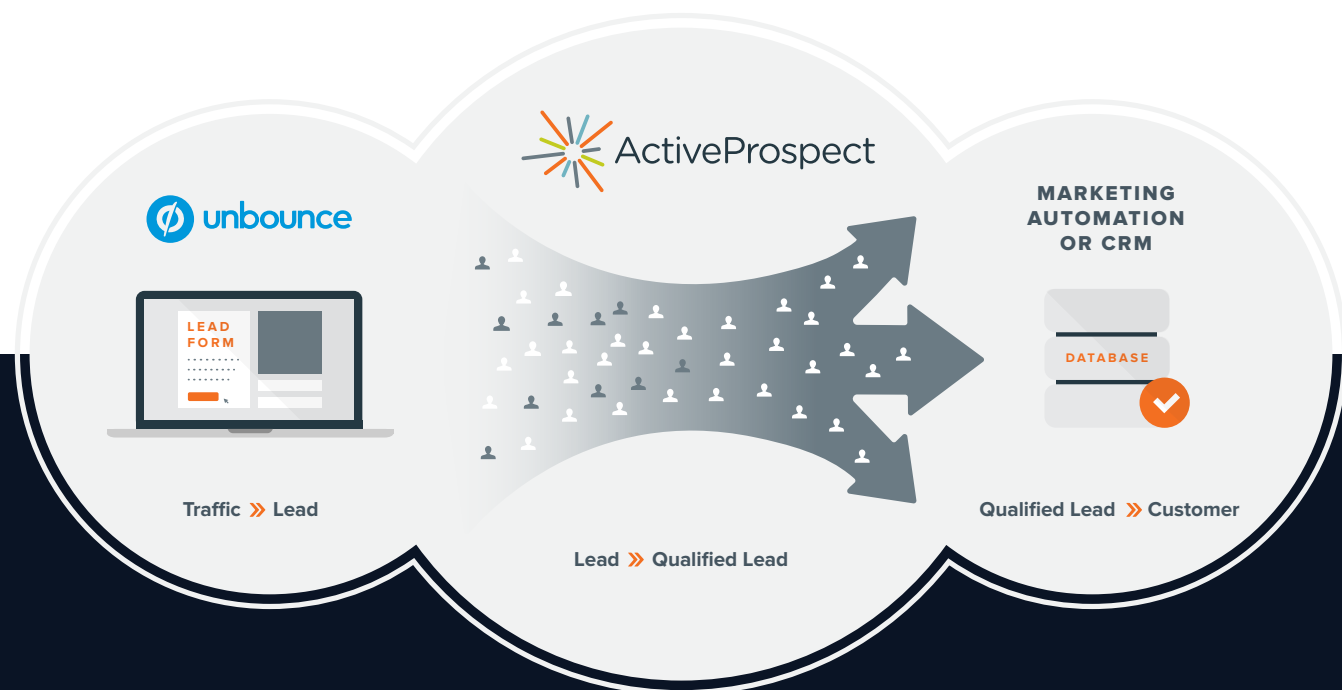 ActiveProspect
unbounce
MARKETING
AUTOMATION
OR CRM
LEAD
FORM
DATABASE
Traffic Lead
Qualified Lead Customer
Lead Qualified Lead